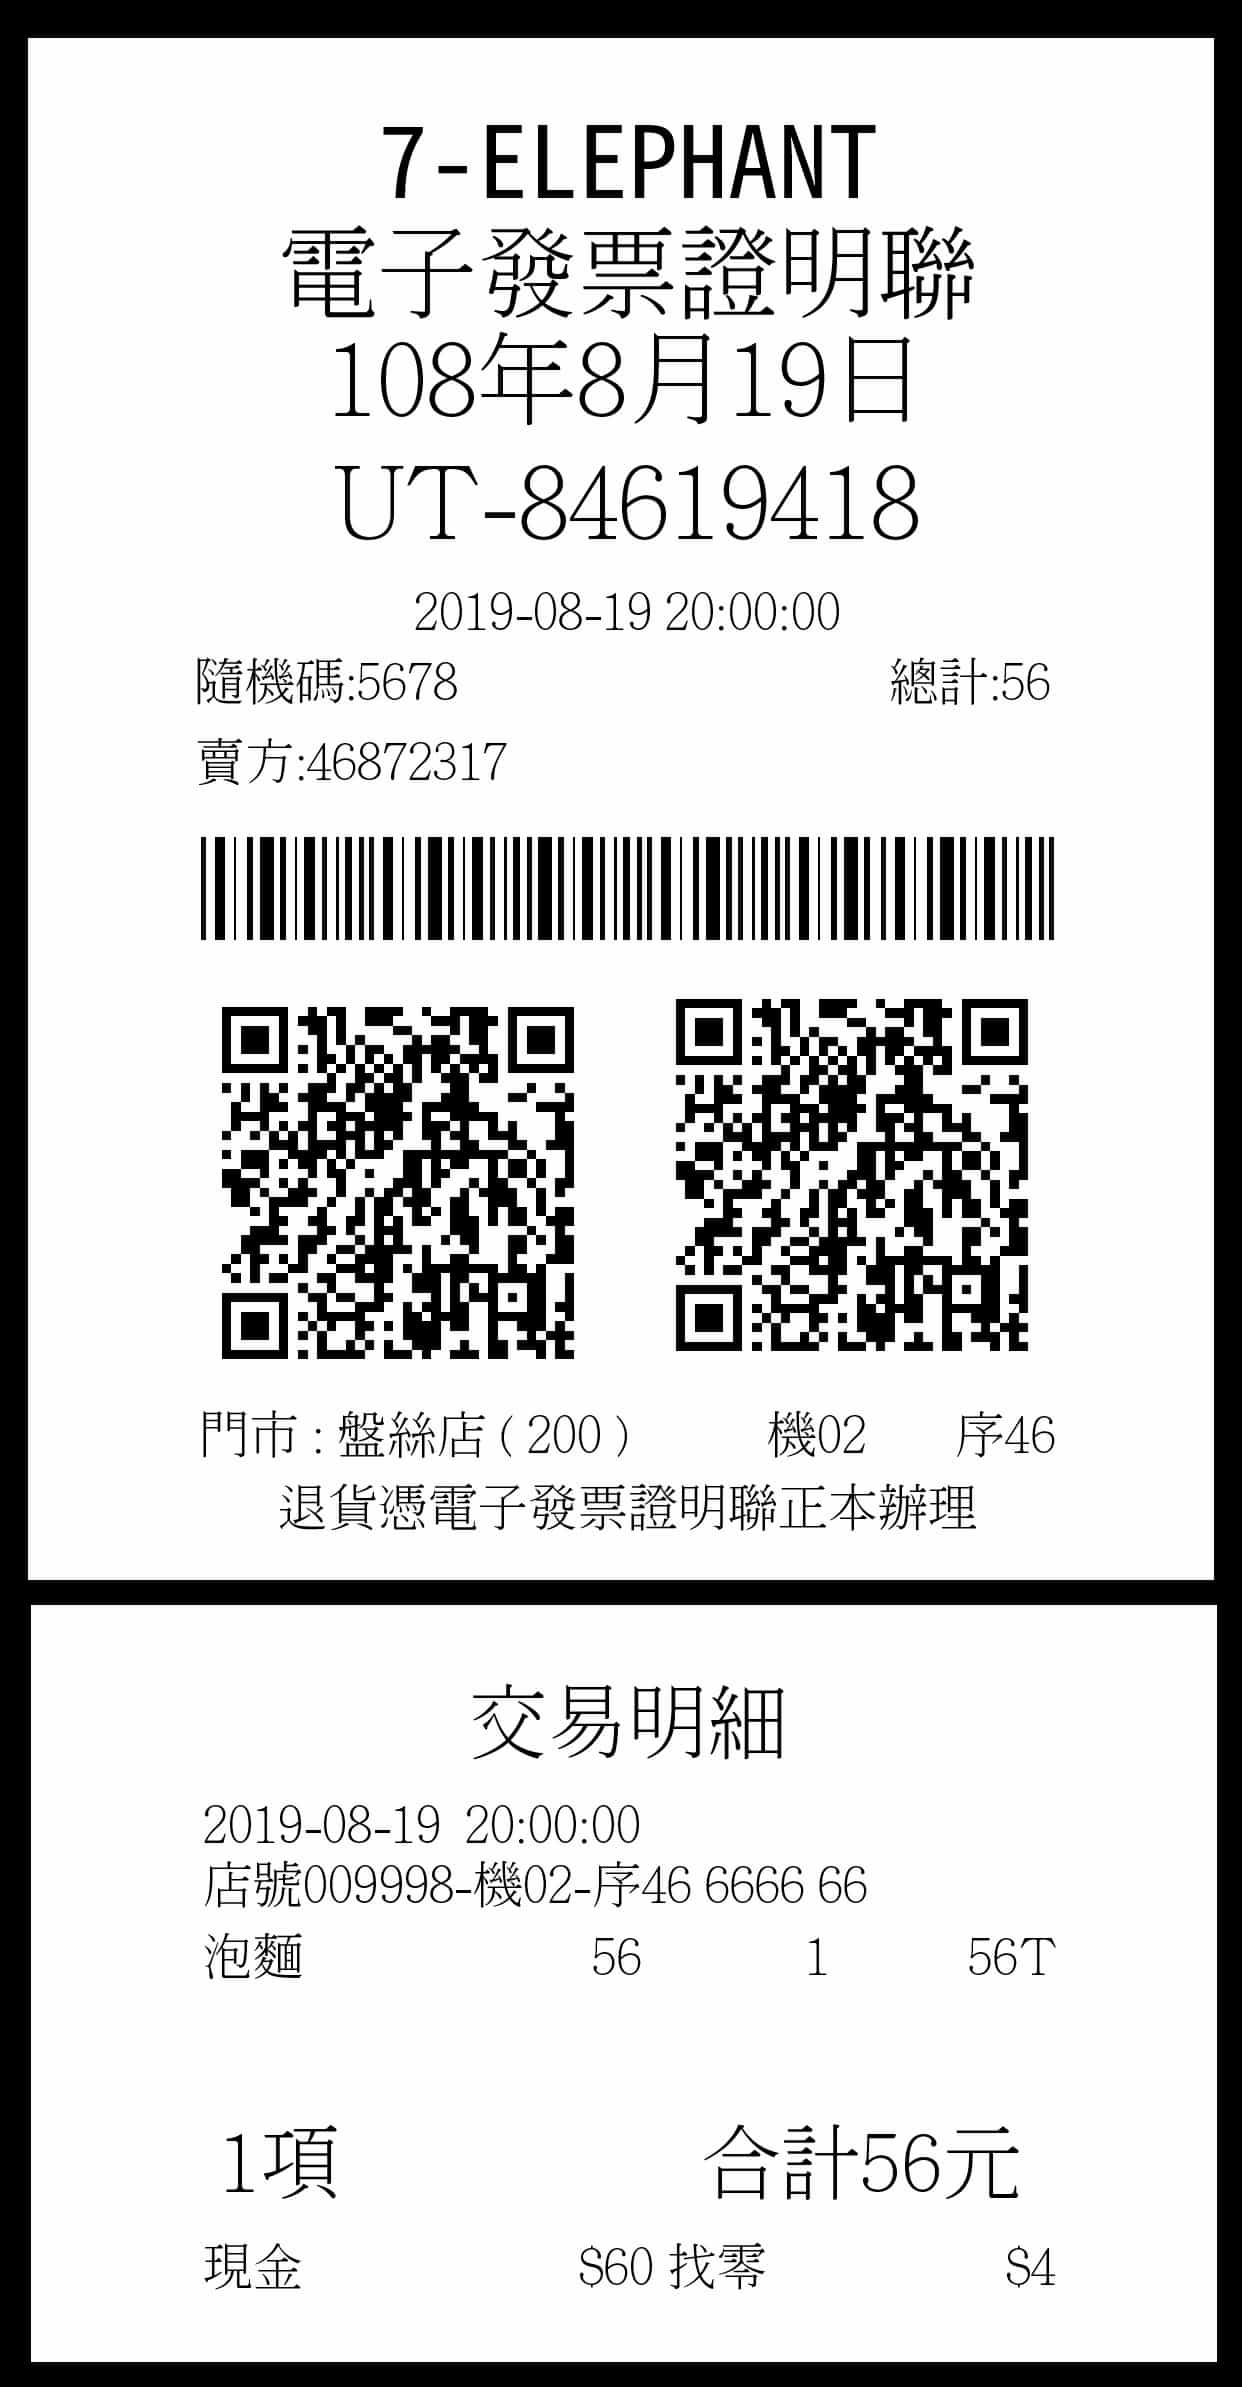 7-ELEPHANT
電子發票證明聯
108年8月19日
UT-84619418
2019-08-19 20:00:00
隨機碼:5678 總計:56
賣方:46872317
門市 : 盤絲店 ( 200 ) 機02 序46
退貨憑電子發票證明聯正本辦理
交易明細
2019-08-19 20:00:00
店號009998-機02-序46 6666 66
泡麵 56 1 56T
1項 合計56元
現金 $60 找零 $4